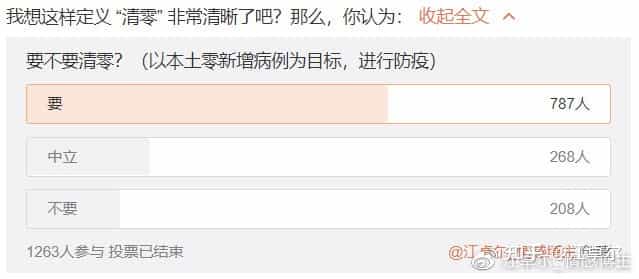 我想这样定义 “清零” 非常清晰了吧？那么，你认为： 收起全文
要不要清零？（以本土零新增病例为目标，进行防疫）
要 787人
中立 268人
不要 208人
1263人参与 投票已结束